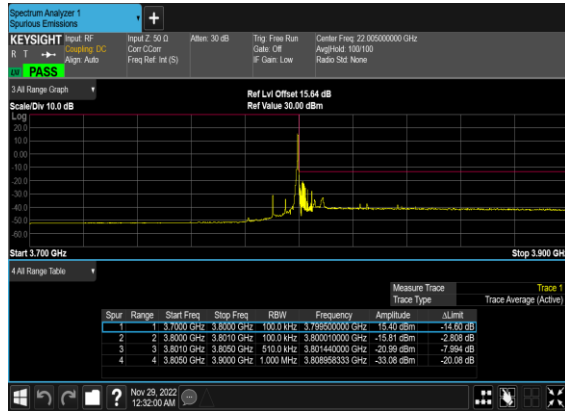 Spectrum Analyzer 1
Spurious Emissions
KEYSIGHT Input: RF Input Z: 50 Ω Atten: 30 dB Trig: Free Run Center Freq: 22.005000000 GHz
R T Coupling: DC Corr CCorr Gate: Off Avg|Hold: 100/100
Align: Auto Freq Ref: Int (S) IF Gain: Low Radio Std: None
PASS
3 All Range Graph
Ref Lvl Offset 15.64 dB
Scale/Div 10.0 dB Ref Value 30.00 dBm
Log
20.0
10.0
0.00
-10.0
-20.0
-30.0
-40.0
-50.0
-60.0
Start 3.700 GHz Stop 3.900 GH
4 All Range Table
Measure Trace Trace 1
Trace Type Trace Average (Active)
Spur Range Start Freq Stop Freq RBW Frequency Amplitude ΔLimit
1 1 3.7000 GHz 3.8000 GHz 100.0 kHz 3.799500000 GHz 15.40 dBm -14.60 dB
2 2 3.8000 GHz 3.8010 GHz 100.0 kHz 3.800010000 GHz -15.81 dBm -2.808 dB
3 3 3.8010 GHz 3.8050 GHz 510.0 kHz 3.801440000 GHz -20.99 dBm -7.994 dB
4 4 3.8050 GHz 3.9000 GHz 1.000 MHz 3.808958333 GHz -33.08 dBm -20.08 dB
? Nov 29, 2022
12:32:00 AM